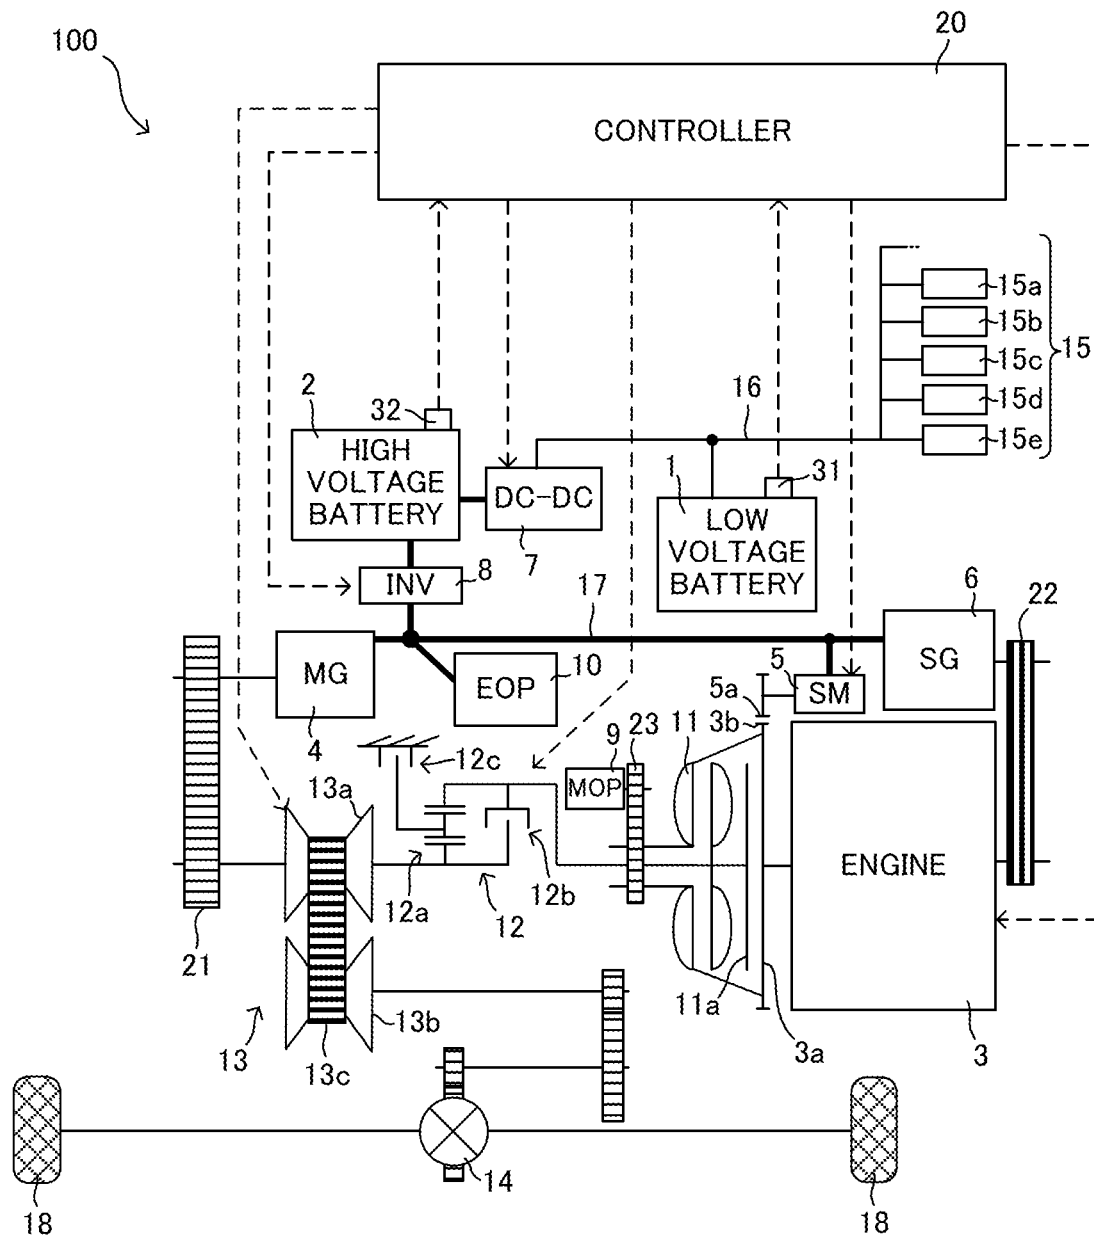 100
20
CONTROLLER
15a
15b
15c
15d
15e
15
2
32
16
HIGH
VOLTAGE
BATTERY
DC-DC
7
1
31
LOW
VOLTAGE
BATTERY
INV
8
17
6
22
MG
4
EOP
10
SG
5
SM
5a
3b
12c
9
23
11
MOP
13a
ENGINE
12a
12
12b
21
11a
3a
3
13
13b
13c
14
18
18